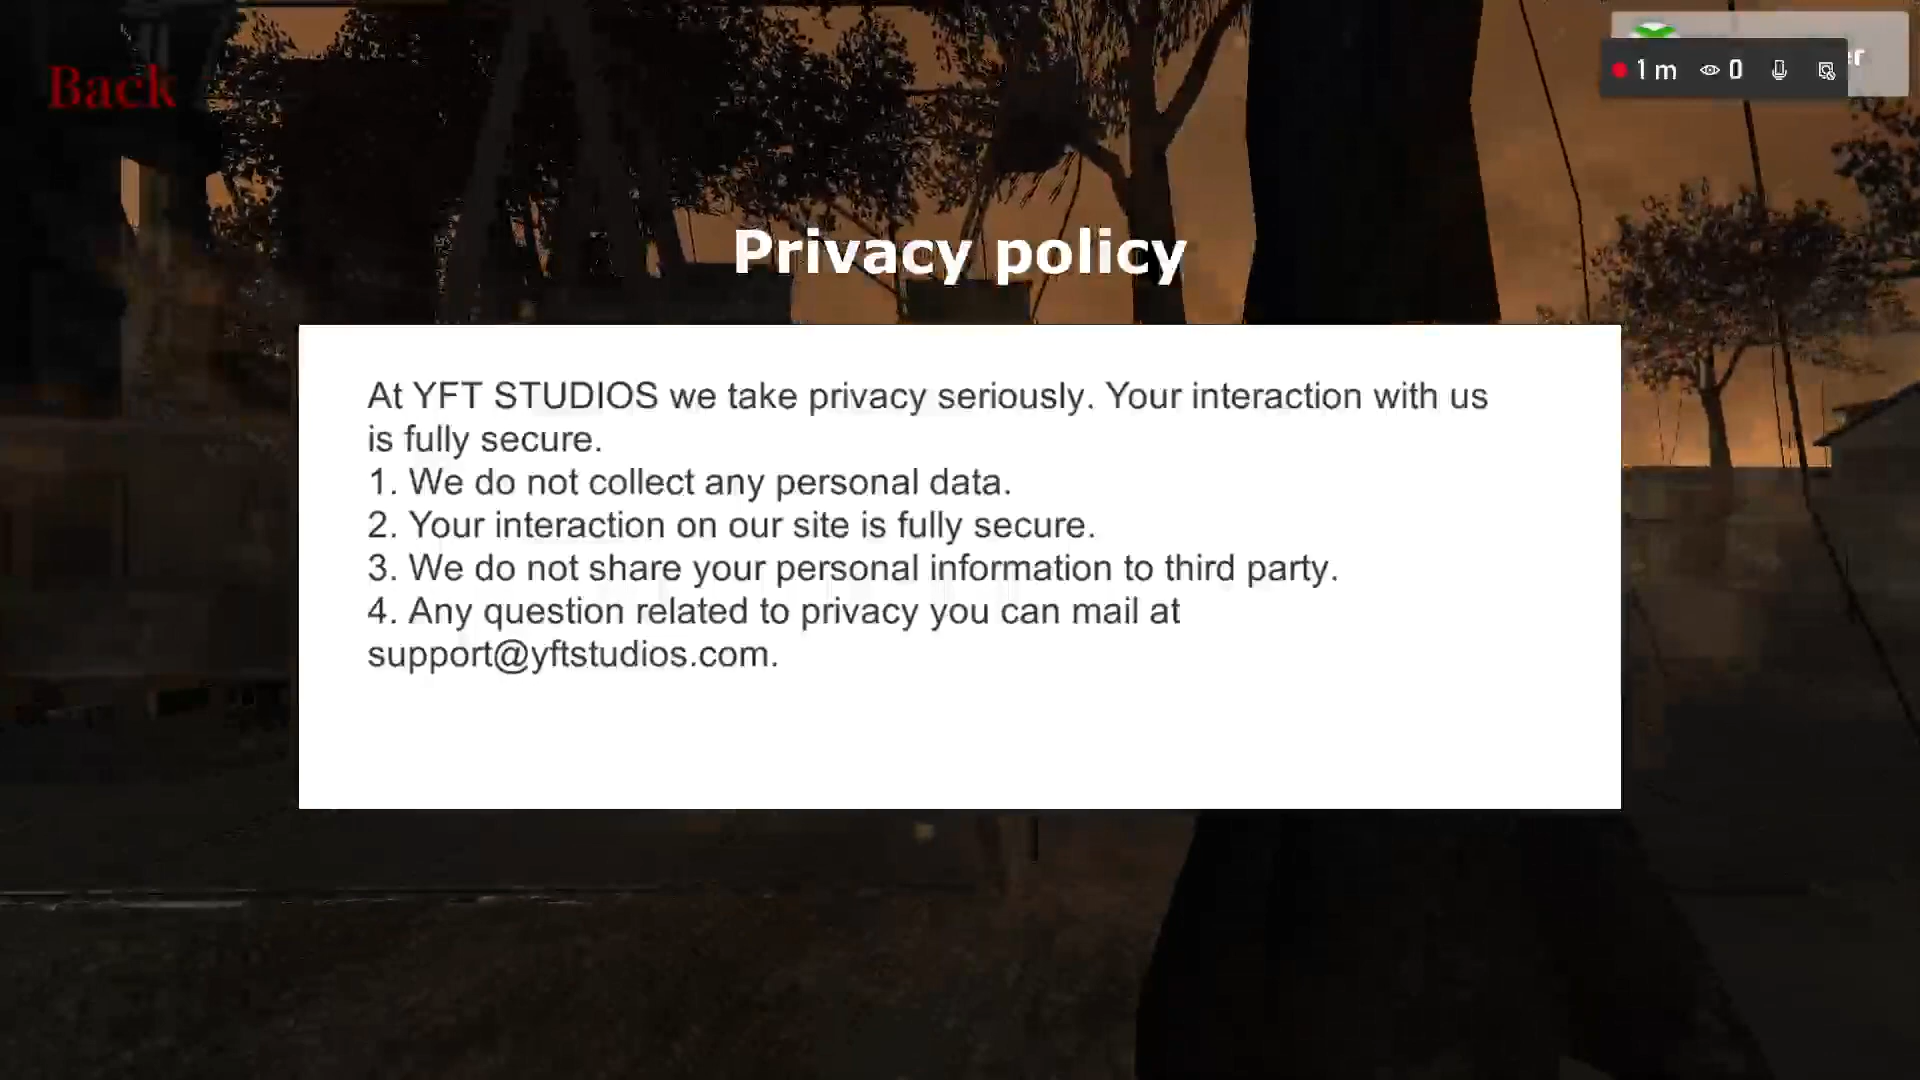 Back
1 m 0
Privacy policy
At YFT STUDIOS we take privacy seriously. Your interaction with us
is fully secure.
1. We do not collect any personal data.
2. Your interaction on our site is fully secure.
3. We do not share your personal information to third party.
4. Any question related to privacy you can mail at
support@yftstudios.com.